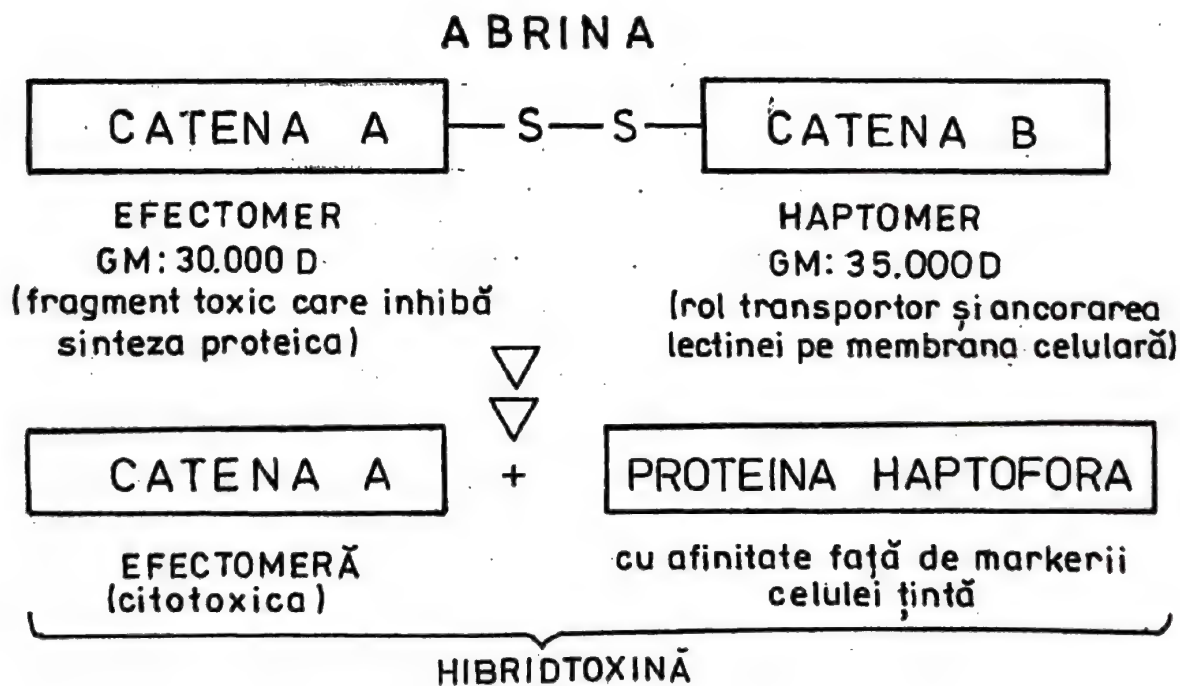 ABRINA
CATENA A —S—S— CATENA B
EFECTOMER
GM: 30.000 D
(fragment toxic care inhibă
sinteza proteica)
HAPTOMER
GM: 35.000 D
(rol transportor și ancorarea
lectinei pe membrana celulară)
CATENA A + PROTEINA HAPTOFORA
EFECTOMERĂ
(citotoxica)
cu afinitate față de markerii
celulei țintă
HIBRIDTOXINĂ